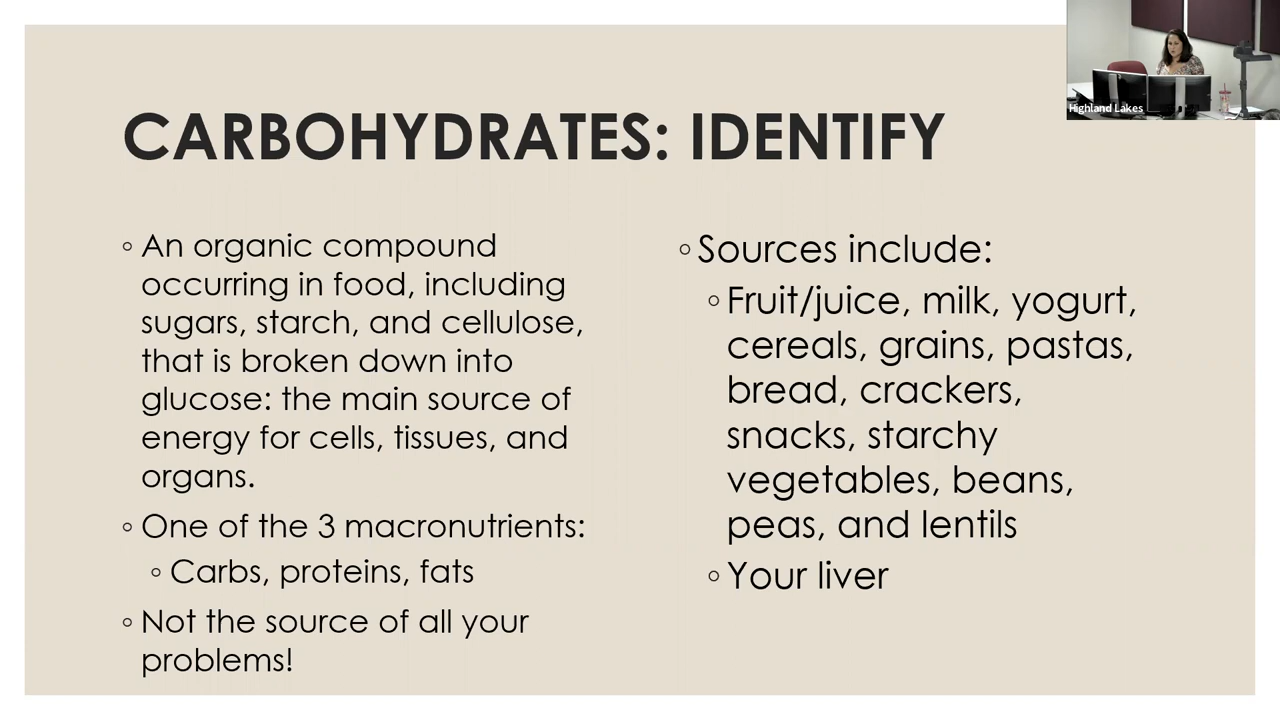 CARBOHYDRATES: IDENTIFY
◦ An organic compound
occurring in food, including
sugars, starch, and cellulose,
that is broken down into
glucose: the main source of
energy for cells, tissues, and
organs.
◦ One of the 3 macronutrients:
◦ Carbs, proteins, fats
◦ Not the source of all your
problems!
◦ Sources include:
◦ Fruit/juice, milk, yogurt,
cereals, grains, pastas,
bread, crackers,
snacks, starchy
vegetables, beans,
peas, and lentils
◦ Your liver
Highland Lakes